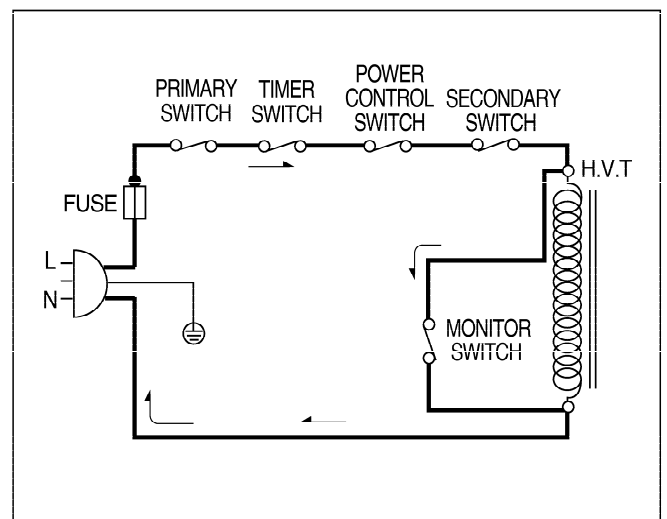 PRIMARY
SWITCH
TIMER
SWITCH
POWER
CONTROL
SWITCH
SECONDARY
SWITCH
H.V.T
FUSE
L
N
MONITOR
SWITCH